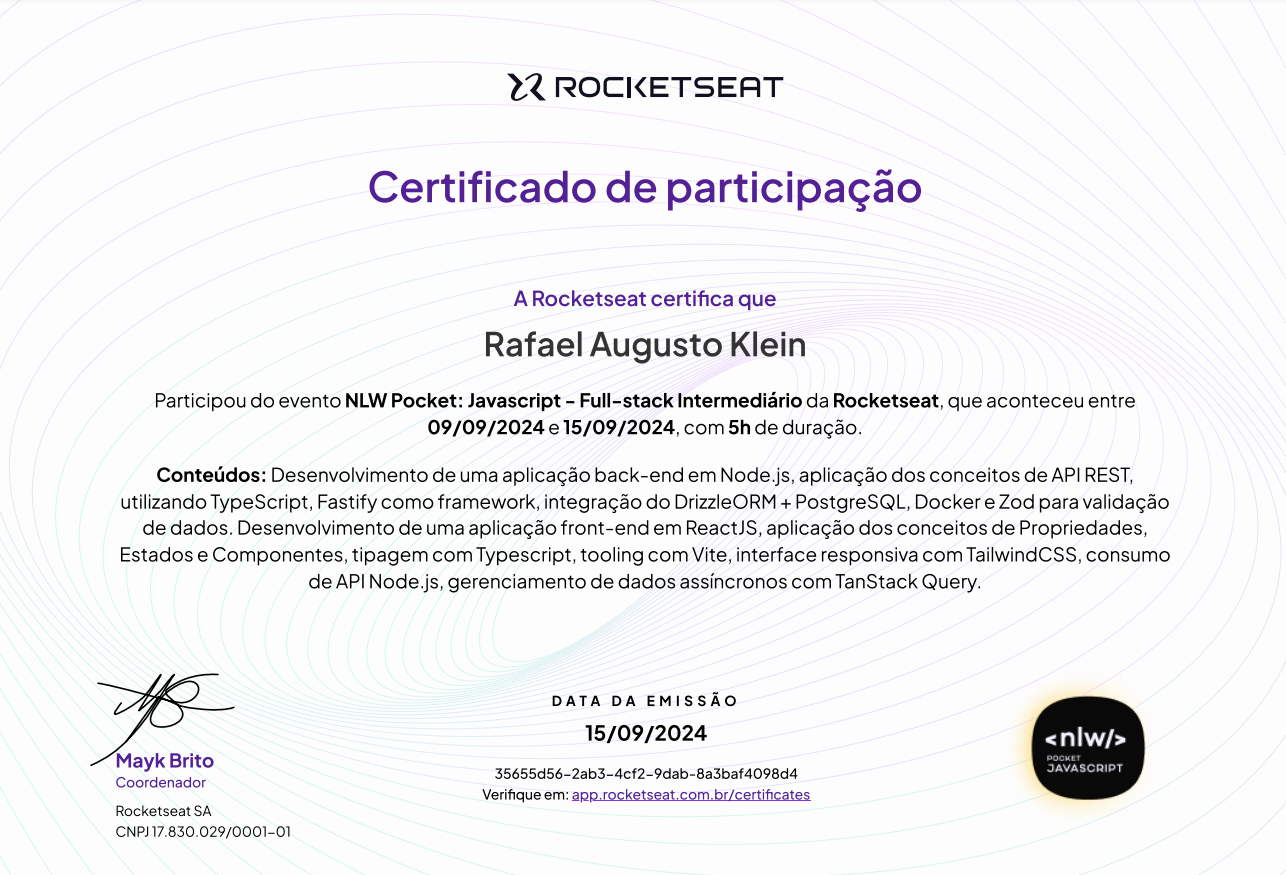 ROCKETSEAT
Certificado de participação
A Rocketseat certifica que
Rafael Augusto Klein
Participou do evento NLW Pocket: Javascript - Full-stack Intermediário da Rocketseat, que aconteceu entre
09/09/2024 e 15/09/2024, com 5h de duração.
Conteúdos: Desenvolvimento de uma aplicação back-end em Node.js, aplicação dos conceitos de API REST,
utilizando TypeScript, Fastify como framework, integração do DrizzleORM + PostgreSQL, Docker e Zod para validação
de dados. Desenvolvimento de uma aplicação front-end em ReactJS, aplicação dos conceitos de Propriedades,
Estados e Componentes, tipagem com Typescript, tooling com Vite, interface responsiva com TailwindCSS, consumo
de API Node.js, gerenciamento de dados assíncronos com TanStack Query.
Mayk Brito
Coordenador
Rocketseat SA
CNPJ 17.830.029/0001-01
DATA DA EMISSÃO
15/09/2024
35655d56-2ab3-4cf2-9dab-8a3baf4098d4
Verifique em: app.rocketseat.com.br/certificates
<nlw/>
POCKET
JAVASCRIPT